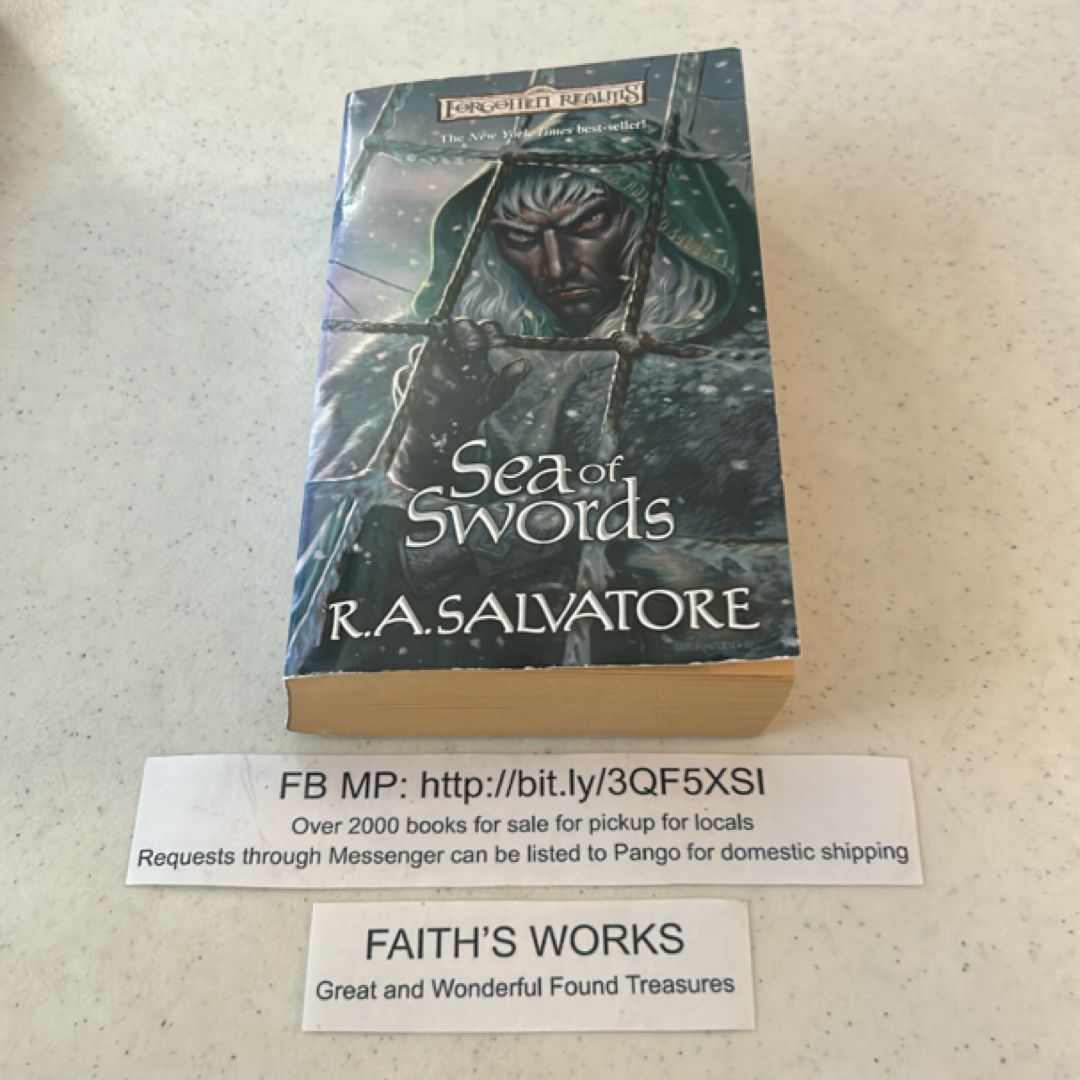 FORGOTTEN REALMS
The New York Times best-seller!
Sea of
Swords
R.A. SALVATORE
FB MP: http://bit.ly/3QF5XSI
Over 2000 books for sale for pickup for locals
Requests through Messenger can be listed to Pango for domestic shipping
FAITH'S WORKS
Great and Wonderful Found Treasures